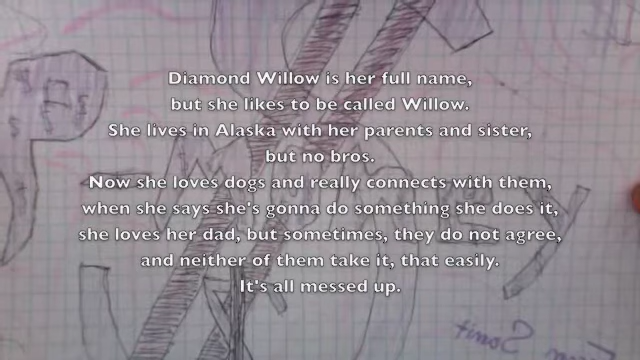 Diamond Willow is her full name,
but she likes to be called Willow.
She lives in Alaska with her parents and sister,
but no bros.
Now she loves dogs and really connects with them,
when she says she's gonna do something she does it,
she loves her dad, but sometimes, they do not agree,
and neither of them take it, that easily.
It's all messed up.